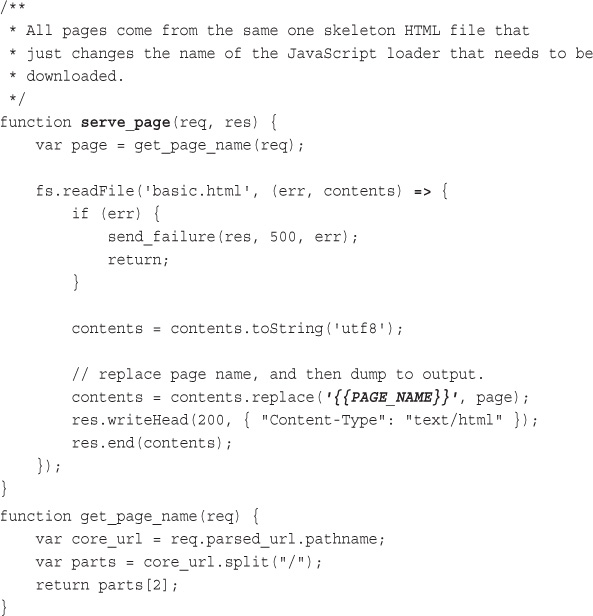 /**
 * All pages come from the same one skeleton HTML file that
 * just changes the name of the JavaScript loader that needs to be
 * downloaded.
 */
function serve_page(req, res) {
    var page = get_page_name(req);

    fs.readFile('basic.html', (err, contents) => {
        if (err) {
            send_failure(res, 500, err);
            return;
        }

        contents = contents.toString('utf8');

        // replace page name, and then dump to output.
        contents = contents.replace('{{PAGE_NAME}}', page);
        res.writeHead(200, { "Content-Type": "text/html" });
        res.end(contents);
    });
}
function get_page_name(req) {
    var core_url = req.parsed_url.pathname;
    var parts = core_url.split("/");
    return parts[2];
}